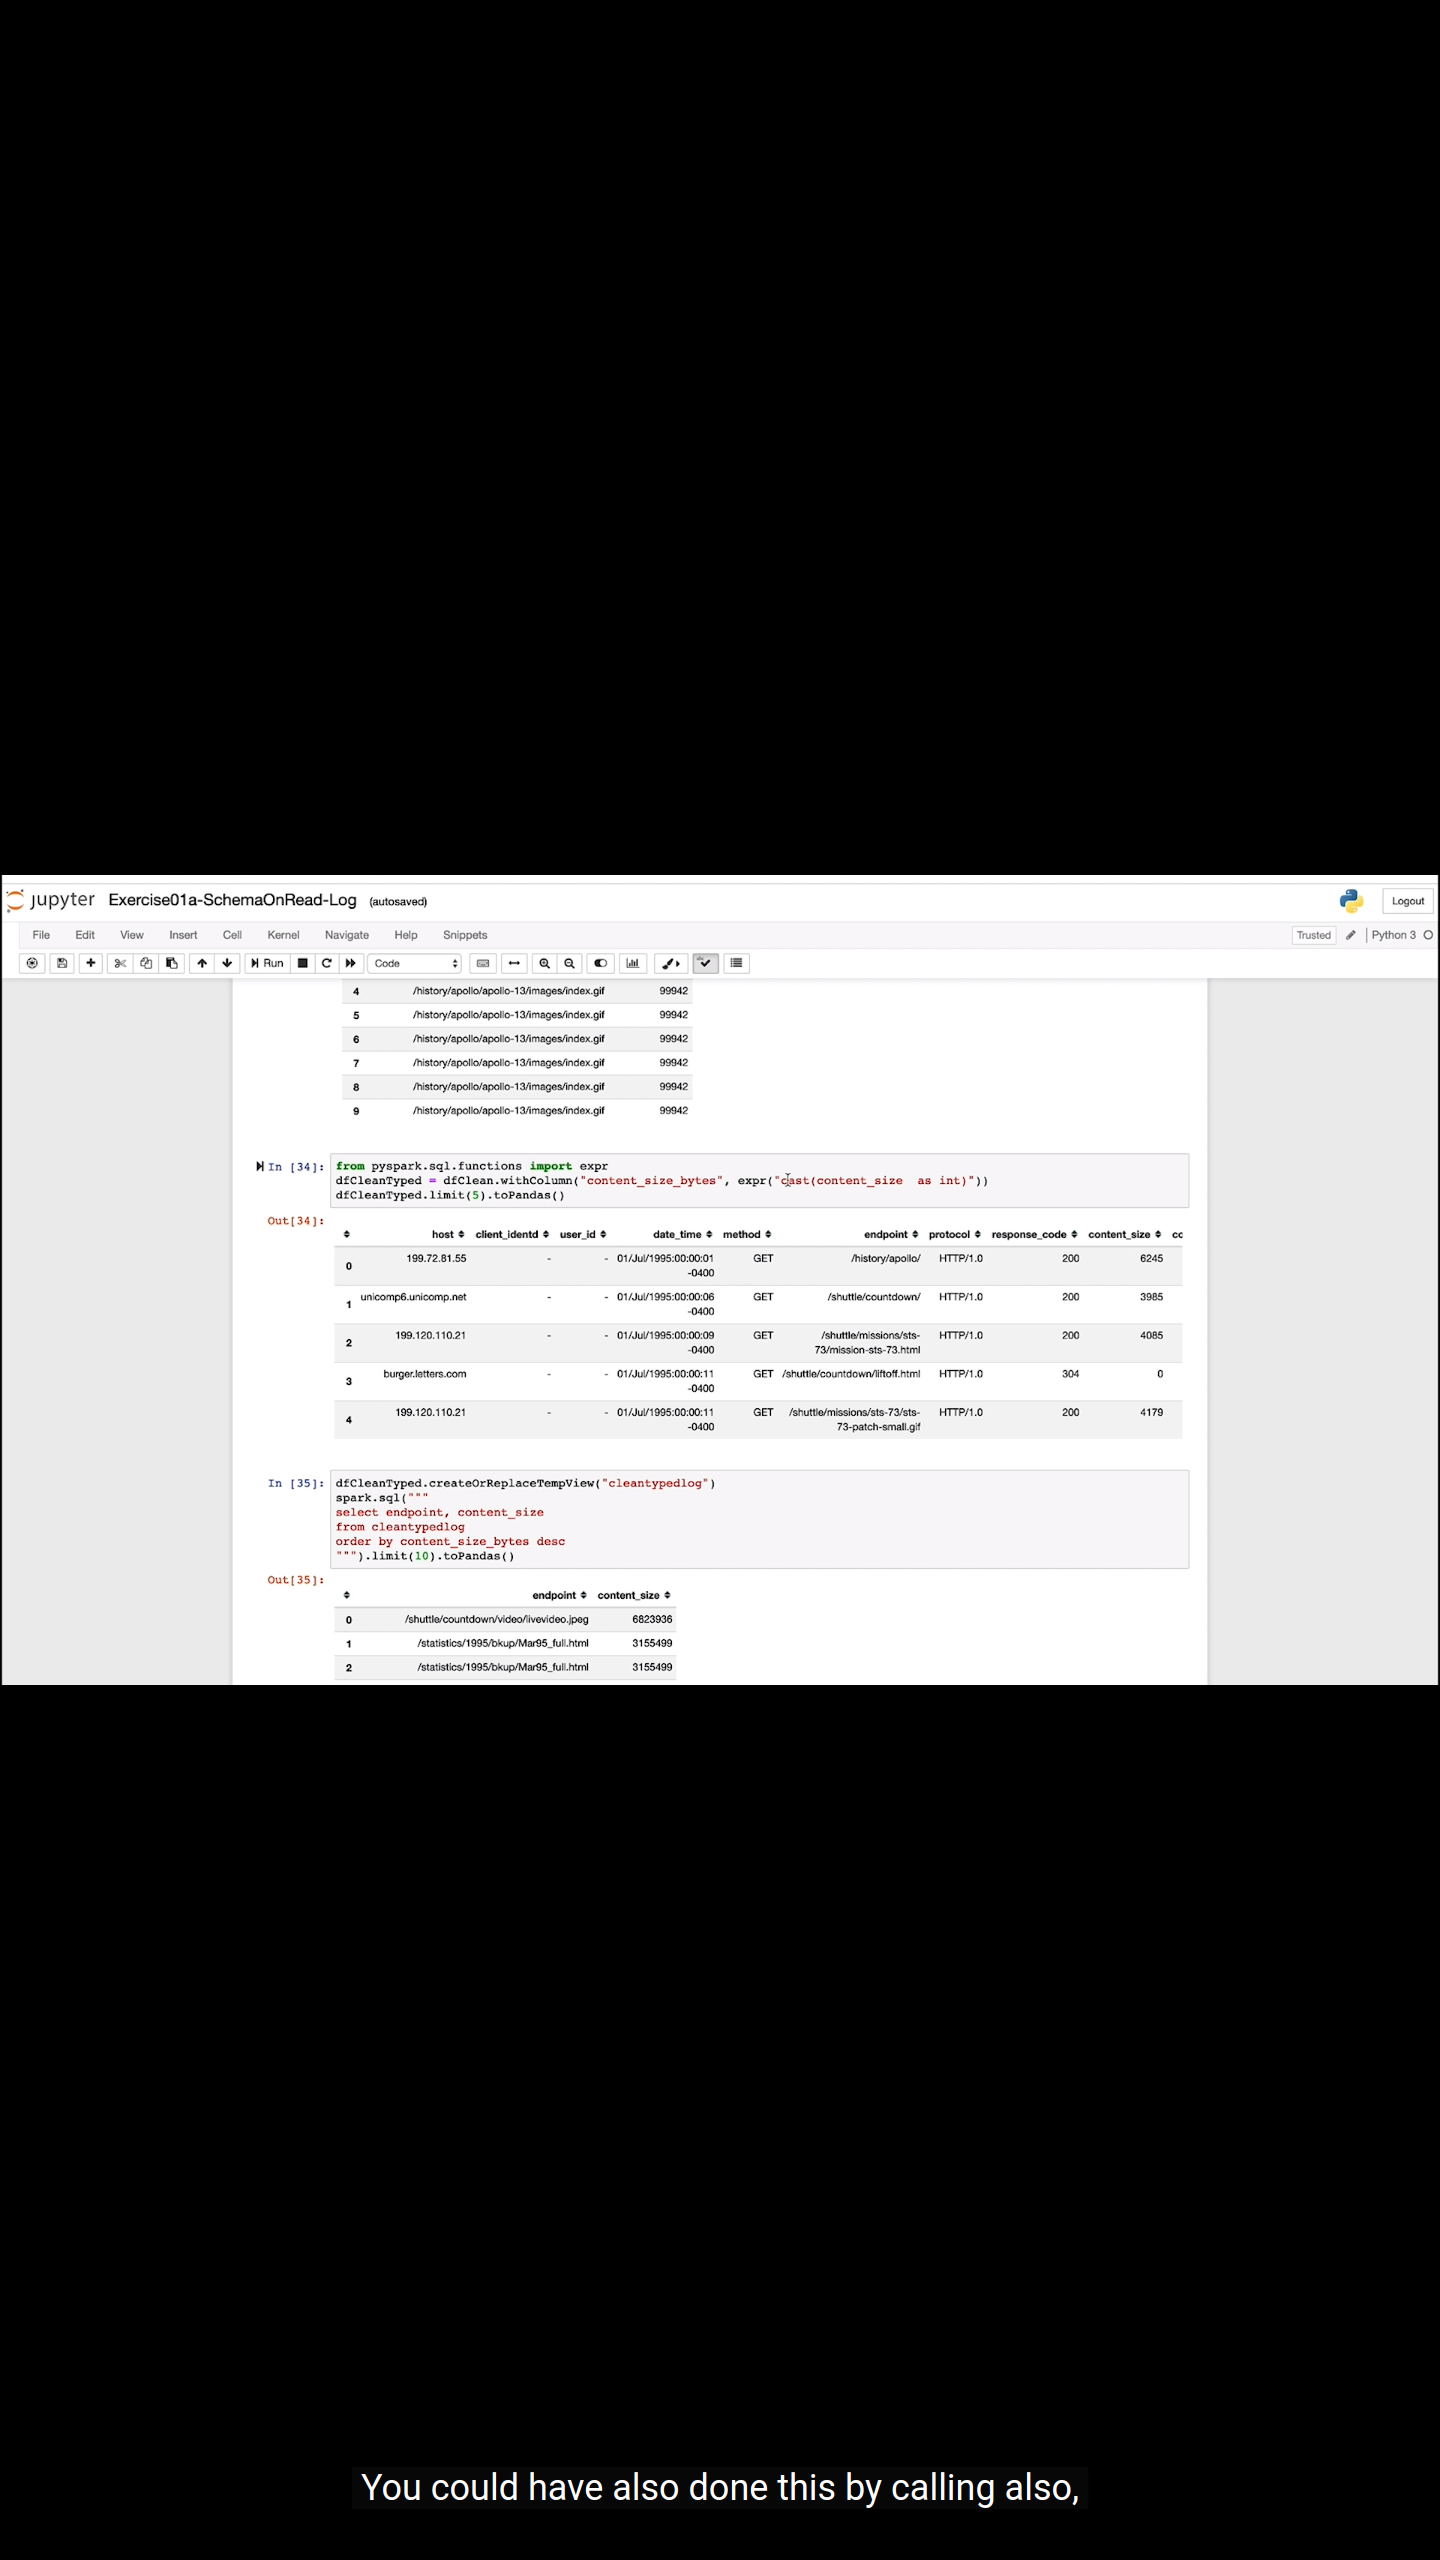 jupyter Exercise01a-SchemaOnRead-Log (autosaved) Logout
File Edit View Insert Cell Kernel Navigate Help Snippets Trusted Python 3
Run Code
4 /history/apollo/apollo-13/images/index.gif 99942
5 /history/apollo/apollo-13/images/index.gif 99942
6 /history/apollo/apollo-13/images/index.gif 99942
7 /history/apollo/apollo-13/images/index.gif 99942
8 /history/apollo/apollo-13/images/index.gif 99942
9 /history/apollo/apollo-13/images/index.gif 99942
In [34]: from pyspark.sql.functions import expr
dfCleanTyped = dfClean.withColumn("content_size_bytes", expr("cast(content_size  as int)"))
dfCleanTyped.limit(5).toPandas()
Out[34]:
host client_identd user_id date_time method endpoint protocol response_code content_size cc
0 199.72.81.55 - - 01/Jul/1995:00:00:01 GET /history/apollo/ HTTP/1.0 200 6245
-0400
1 unicomp6.unicomp.net - - 01/Jul/1995:00:00:06 GET /shuttle/countdown/ HTTP/1.0 200 3985
-0400
2 199.120.110.21 - - 01/Jul/1995:00:00:09 GET /shuttle/missions/sts- HTTP/1.0 200 4085
-0400 73/mission-sts-73.html
3 burger.letters.com - - 01/Jul/1995:00:00:11 GET /shuttle/countdown/liftoff.html HTTP/1.0 304 0
-0400
4 199.120.110.21 - - 01/Jul/1995:00:00:11 GET /shuttle/missions/sts-73/sts- HTTP/1.0 200 4179
-0400 73-patch-small.gif
In [35]: dfCleanTyped.createOrReplaceTempView("cleantypedlog")
spark.sql("""
select endpoint, content_size
from cleantypedlog
order by content_size_bytes desc
""").limit(10).toPandas()
Out[35]:
endpoint content_size
0 /shuttle/countdown/video/livevideo.jpeg 6823936
1 /statistics/1995/bkup/Mar95_full.html 3155499
2 /statistics/1995/bkup/Mar95_full.html 3155499
You could have also done this by calling also,